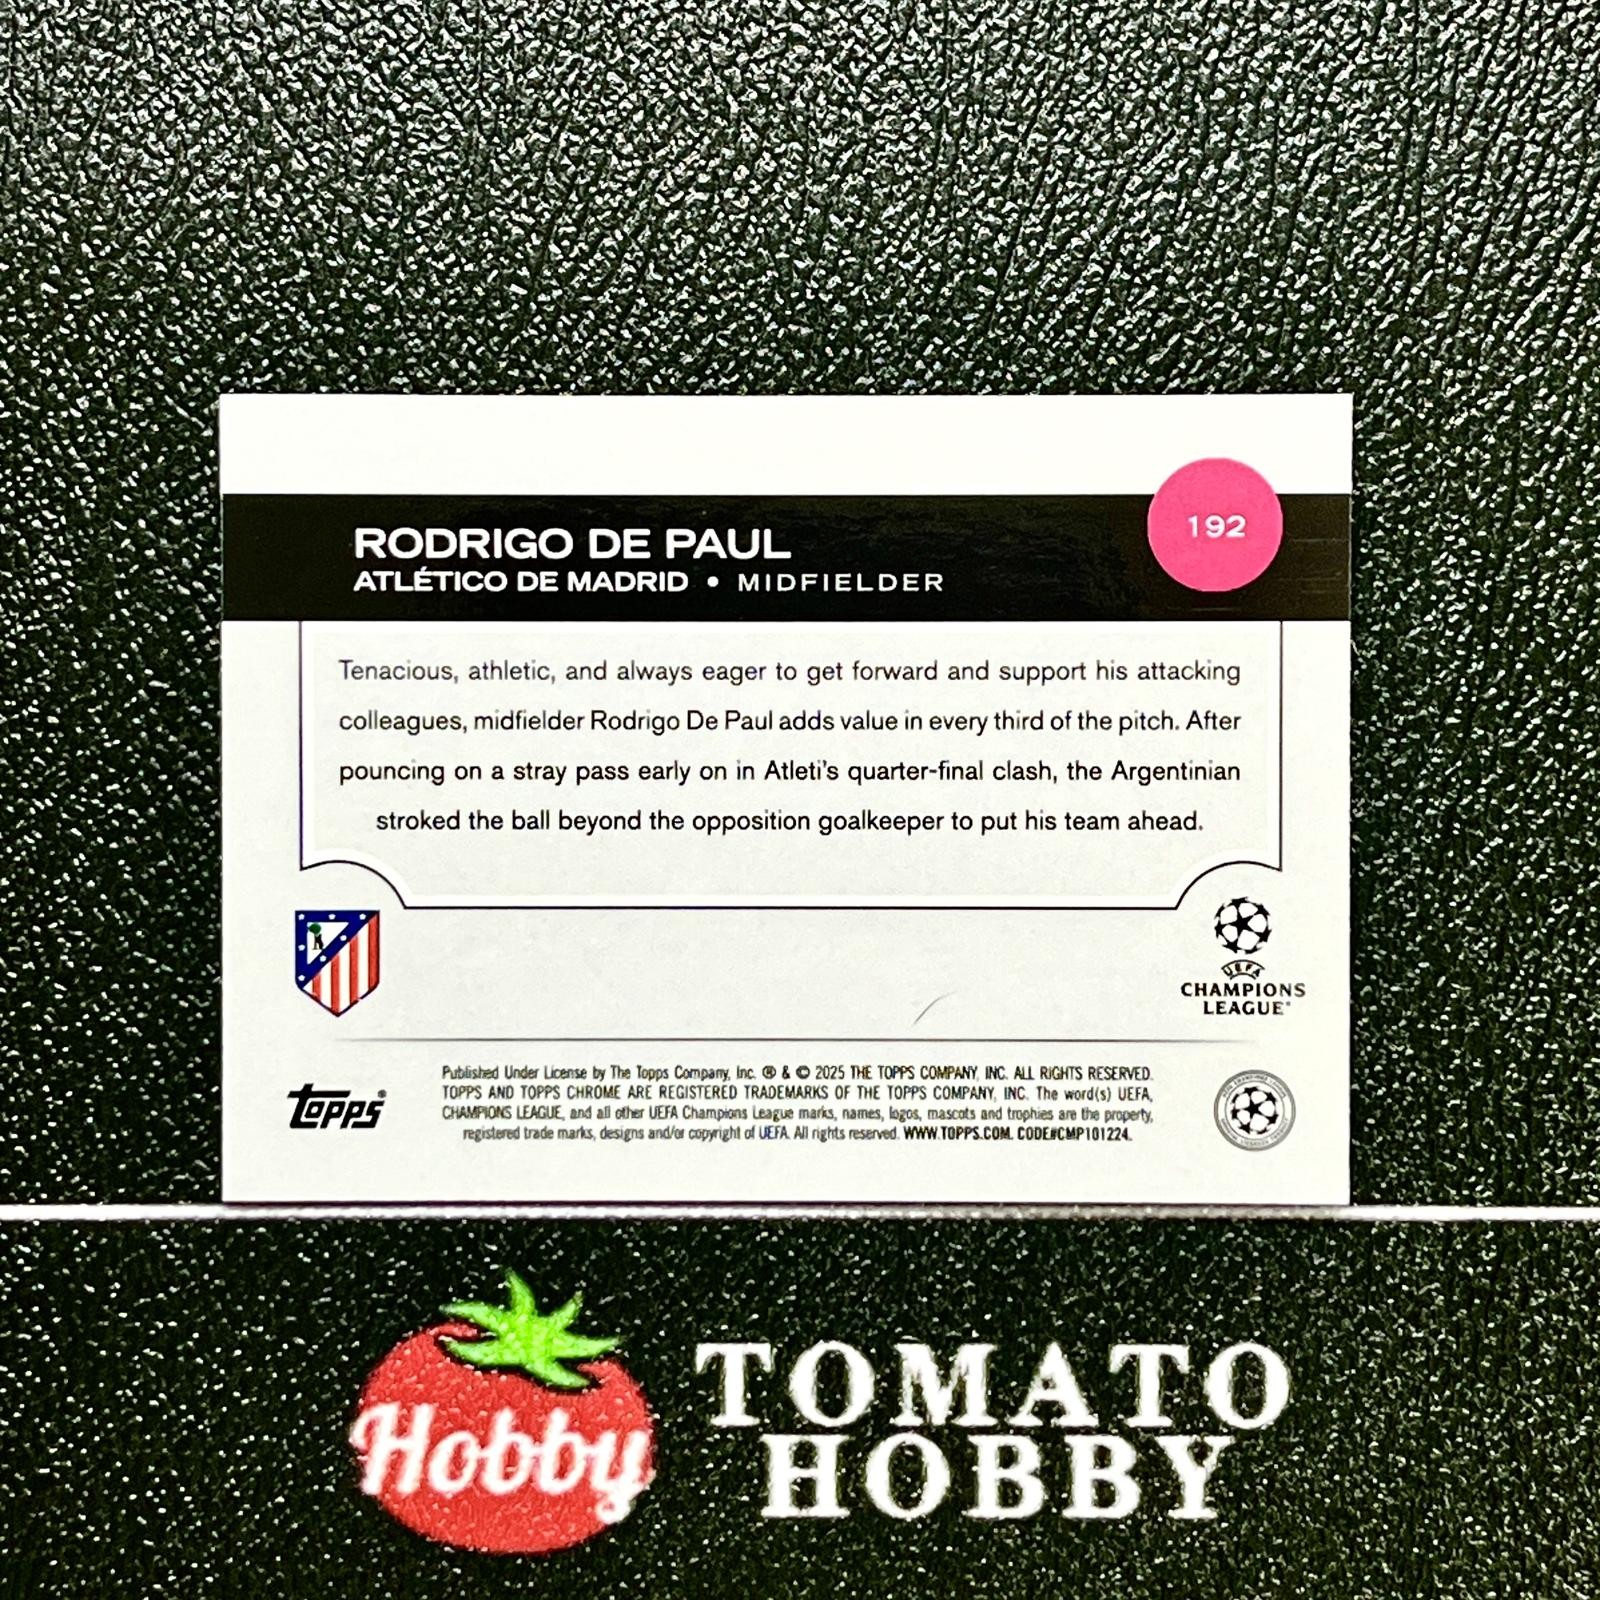 192
RODRIGO DE PAUL
ATLÉTICO DE MADRID • MIDFIELDER
Tenacious, athletic, and always eager to get forward and support his attacking
colleagues, midfielder Rodrigo De Paul adds value in every third of the pitch. After
pouncing on a stray pass early on in Atleti's quarter-final clash, the Argentinian
stroked the ball beyond the opposition goalkeeper to put his team ahead.
UEFA
CHAMPIONS
LEAGUE®
topps®
Published Under License by The Topps Company, Inc. ® & © 2025 THE TOPPS COMPANY, INC. ALL RIGHTS RESERVED.
TOPPS AND TOPPS CHROME ARE REGISTERED TRADEMARKS OF THE TOPPS COMPANY, INC. The word(s) UEFA,
CHAMPIONS LEAGUE, and all other UEFA Champions League marks, names, logos, mascots and trophies are the property,
registered trade marks, designs and/or copyright of UEFA. All rights reserved. WWW.TOPPS.COM. CODE#CMP101224.
Hobby
TOMATO
HOBBY